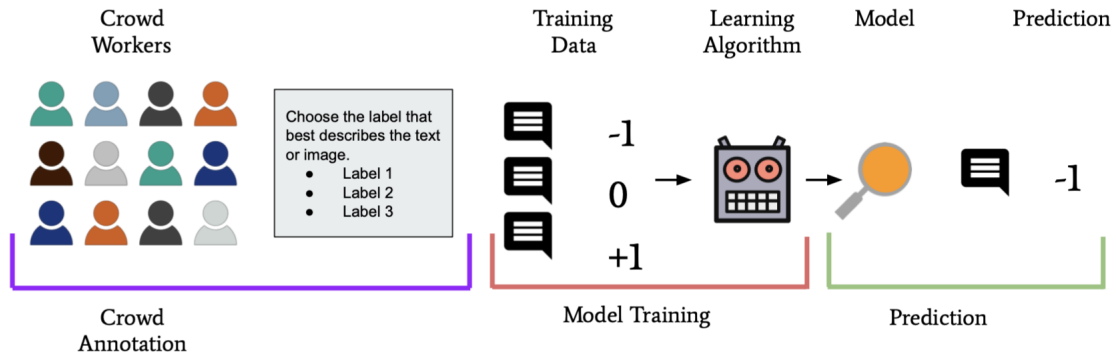 Crowd
Workers
Training
Data
Learning
Algorithm
Model
Prediction
Choose the label that
best describes the text
or image.
● Label 1
● Label 2
● Label 3
-1
0
+1
-1
Crowd
Annotation
Model Training
Prediction